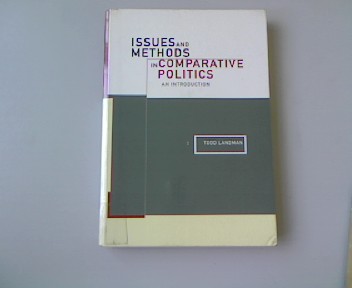 ISSUES AND
METHODS
IN COMPARATIVE
POLITICS
AN INTRODUCTION
TODD LANDMAN